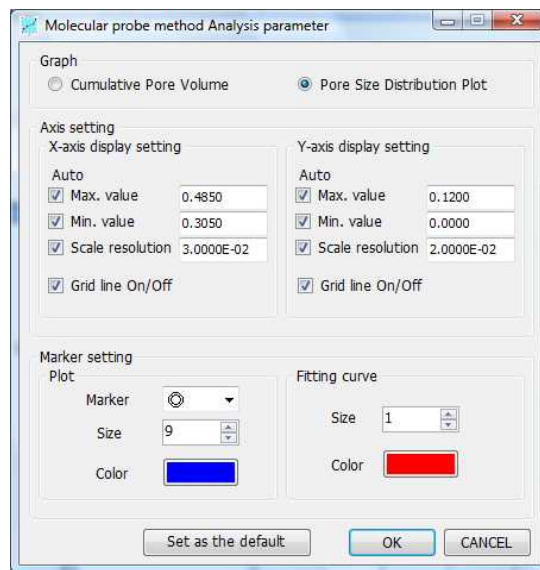 Molecular probe method Analysis parameter
Graph
Cumulative Pore Volume
Pore Size Distribution Plot
Axis setting
X-axis display setting
Auto
Max. value 0.4850
Min. value 0.3050
Scale resolution 3.0000E-02
Grid line On/Off
Y-axis display setting
Auto
Max. value 0.1200
Min. value 0.0000
Scale resolution 2.0000E-02
Grid line On/Off
Marker setting
Plot
Marker
Size 9
Color
Fitting curve
Size 1
Color
Set as the default
OK
CANCEL